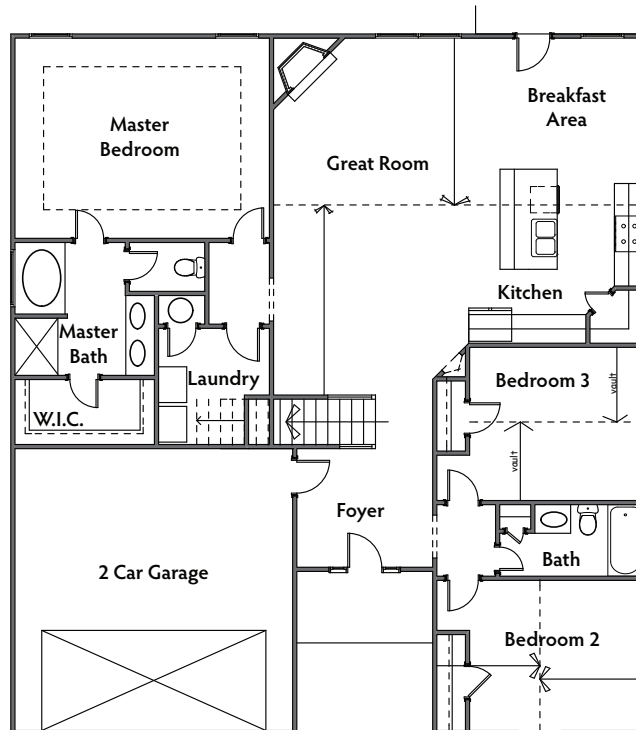 Breakfast
Area
Master
Bedroom
Great Room
Kitchen
Master
Bath
Laundry
Bedroom 3
vault
W.I.C.
vault
Foyer
Bath
2 Car Garage
Bedroom 2